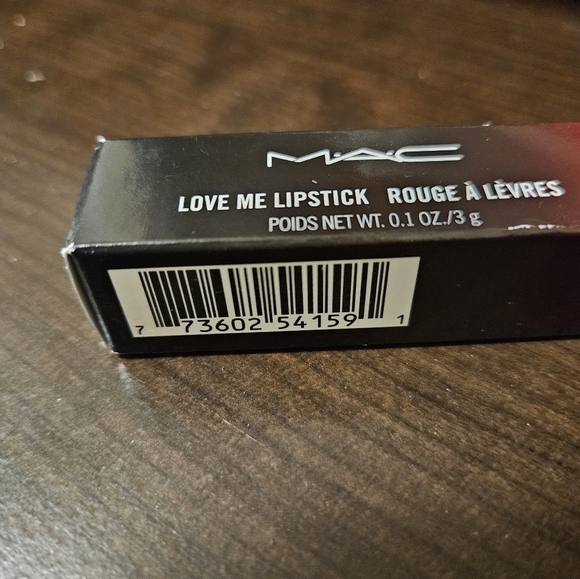 M·A·C
LOVE ME LIPSTICK ROUGE À LÈVRES
POIDS NET WT. 0.1 OZ./3 g
7 73602 54159 1